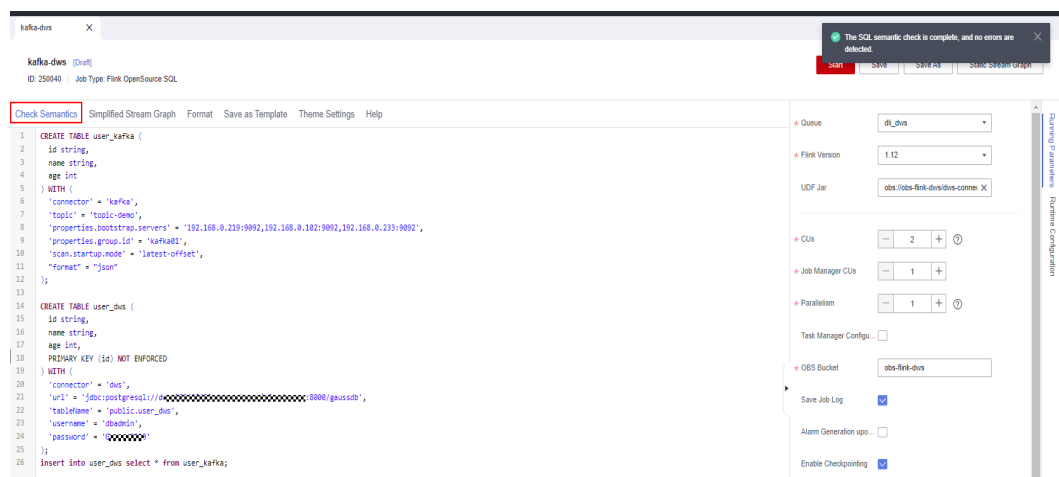 kafka-dws X
The SQL semantic check is complete, and no errors are
detected.
kafka-dws [Draft]
ID: 250040 Job Type: Flink OpenSource SQL
Start Save Save As Static Stream Graph
Check Semantics Simplified Stream Graph Format Save as Template Theme Settings Help
1 CREATE TABLE user_kafka (
2 id string,
3 name string,
4 age int
5 ) WITH (
6 'connector' = 'kafka',
7 'topic' = 'topic-demo',
8 'properties.bootstrap.servers' = '192.168.0.219:9092,192.168.0.102:9092,192.168.0.233:9092',
9 'properties.group.id' = 'kafka01',
10 'scan.startup.mode' = 'latest-offset',
11 "format" = "json"
12 );
13
14 CREATE TABLE user_dws (
15 id string,
16 name string,
17 age int,
18 PRIMARY KEY (id) NOT ENFORCED
19 ) WITH (
20 'connector' = 'dws',
21 'url' = 'jdbc:postgresql://d :8000/gaussdb',
22 'tableName' = 'public.user_dws',
23 'username' = 'dbadmin',
24 'password' = ' '
25 );
26 insert into user_dws select * from user_kafka;
* Queue dli_dws
* Flink Version 1.12
UDF Jar obs://obs-flink-dws/dws-connec X
* CUs − 2 + ?
* Job Manager CUs − 1 +
* Parallelism − 1 + ?
Task Manager Configu...
* OBS Bucket obs-flink-dws
Save Job Log
Alarm Generation upo...
Enable Checkpointing
Running Parameters
Runtime Configuration